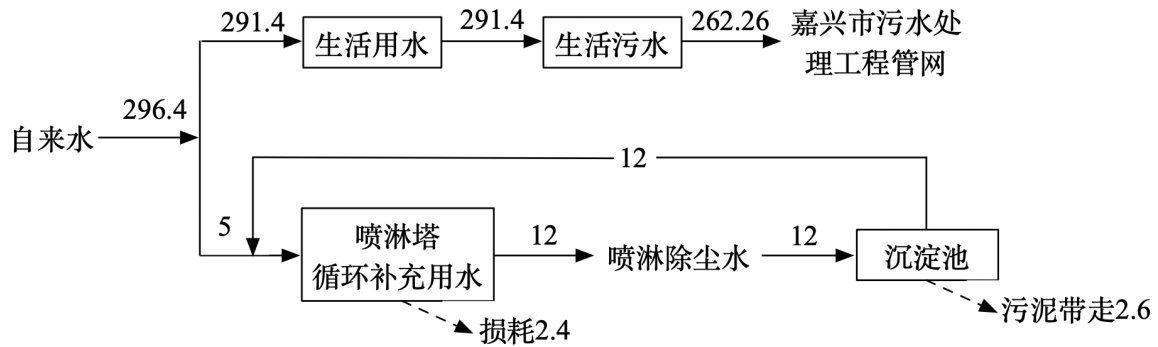 291.4
生活用水
291.4
生活污水
262.26
嘉兴市污水处
理工程管网
296.4
自来水
12
5
喷淋塔
循环补充用水
12
喷淋除尘水
12
沉淀池
损耗2.4
污泥带走2.6